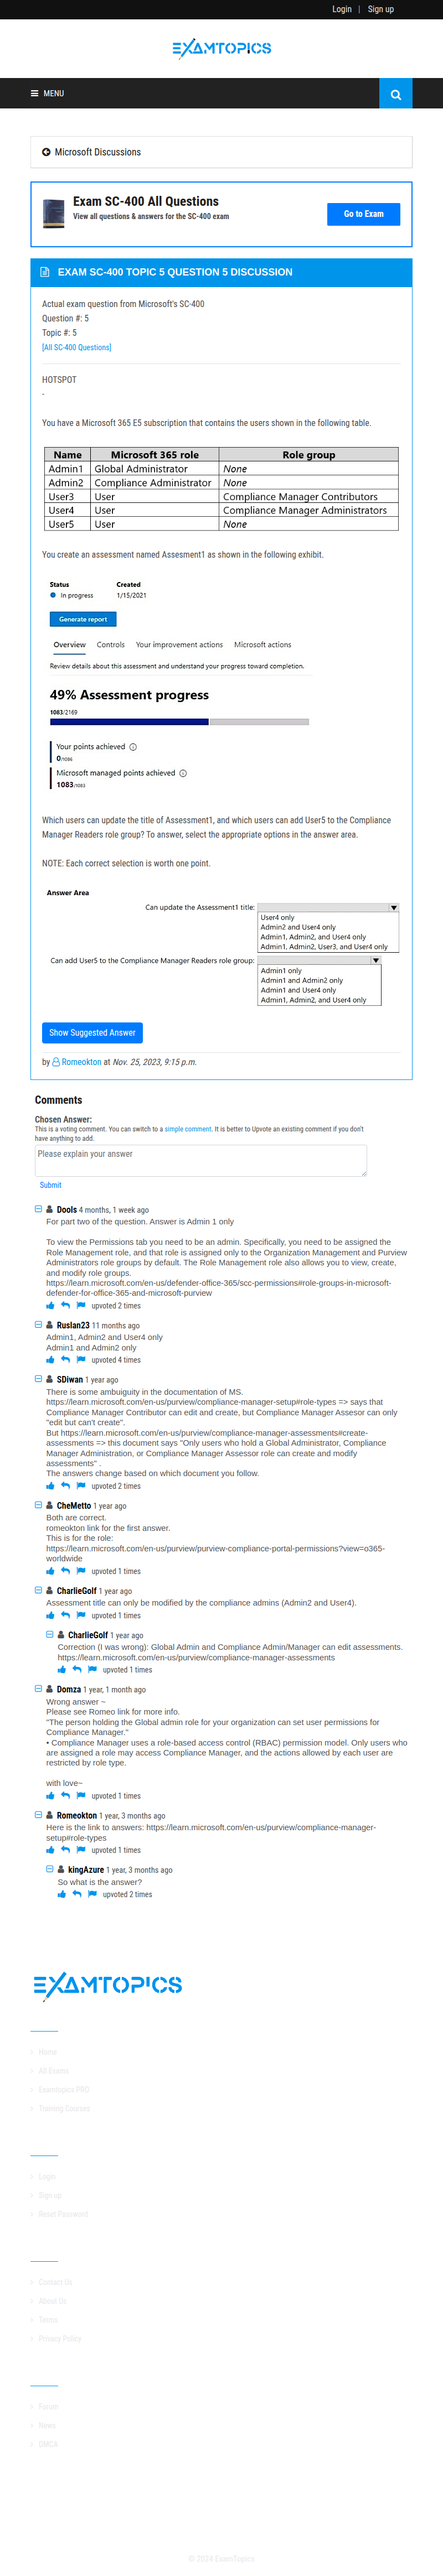 Login | Sign up
EXAMTOPICS
MENU
Microsoft Discussions
Exam SC-400 All Questions
View all questions & answers for the SC-400 exam
Go to Exam
EXAM SC-400 TOPIC 5 QUESTION 5 DISCUSSION
Actual exam question from Microsoft's SC-400
Question #: 5
Topic #: 5
[All SC-400 Questions]
HOTSPOT
-
You have a Microsoft 365 E5 subscription that contains the users shown in the following table.
Name Microsoft 365 role Role group
Admin1 Global Administrator None
Admin2 Compliance Administrator None
User3 User Compliance Manager Contributors
User4 User Compliance Manager Administrators
User5 User None
You create an assessment named Assesment1 as shown in the following exhibit.
Status Created
In progress 1/15/2021
Generate report
Overview Controls Your improvement actions Microsoft actions
Review details about this assessment and understand your progress toward completion.
49% Assessment progress
1083/2169
Your points achieved
0/1086
Microsoft managed points achieved
1083/1083
Which users can update the title of Assessment1, and which users can add User5 to the Compliance
Manager Readers role group? To answer, select the appropriate options in the answer area.
NOTE: Each correct selection is worth one point.
Answer Area
Can update the Assessment1 title:
User4 only
Admin2 and User4 only
Admin1, Admin2, and User4 only
Admin1, Admin2, User3, and User4 only
Can add User5 to the Compliance Manager Readers role group:
Admin1 only
Admin1 and Admin2 only
Admin1 and User4 only
Admin1, Admin2, and User4 only
Show Suggested Answer
by Romeokton at Nov. 25, 2023, 9:15 p.m.
Comments
Chosen Answer:
This is a voting comment. You can switch to a simple comment. It is better to Upvote an existing comment if you don't
have anything to add.
Please explain your answer
Submit
Dools 4 months, 1 week ago
For part two of the question. Answer is Admin 1 only
To view the Permissions tab you need to be an admin. Specifically, you need to be assigned the
Role Management role, and that role is assigned only to the Organization Management and Purview
Administrators role groups by default. The Role Management role also allows you to view, create,
and modify role groups.
https://learn.microsoft.com/en-us/defender-office-365/scc-permissions#role-groups-in-microsoft-
defender-for-office-365-and-microsoft-purview
upvoted 2 times
Ruslan23 11 months ago
Admin1, Admin2 and User4 only
Admin1 and Admin2 only
upvoted 4 times
SDiwan 1 year ago
There is some ambuiguity in the documentation of MS.
https://learn.microsoft.com/en-us/purview/compliance-manager-setup#role-types => says that
Compliance Manager Contributor can edit and create, but Compliance Manager Assesor can only
"edit but can't create".
But https://learn.microsoft.com/en-us/purview/compliance-manager-assessments#create-
assessments => this document says "Only users who hold a Global Administrator, Compliance
Manager Administration, or Compliance Manager Assessor role can create and modify
assessments" .
The answers change based on which document you follow.
upvoted 2 times
CheMetto 1 year ago
Both are correct.
romeokton link for the first answer.
This is for the role:
https://learn.microsoft.com/en-us/purview/purview-compliance-portal-permissions?view=o365-
worldwide
upvoted 1 times
CharlieGolf 1 year ago
Assessment title can only be modified by the compliance admins (Admin2 and User4).
upvoted 1 times
CharlieGolf 1 year ago
Correction (I was wrong): Global Admin and Compliance Admin/Manager can edit assessments.
https://learn.microsoft.com/en-us/purview/compliance-manager-assessments
upvoted 1 times
Domza 1 year, 1 month ago
Wrong answer ~
Please see Romeo link for more info.
"The person holding the Global admin role for your organization can set user permissions for
Compliance Manager."
• Compliance Manager uses a role-based access control (RBAC) permission model. Only users who
are assigned a role may access Compliance Manager, and the actions allowed by each user are
restricted by role type.
with love~
upvoted 1 times
Romeokton 1 year, 3 months ago
Here is the link to answers: https://learn.microsoft.com/en-us/purview/compliance-manager-
setup#role-types
upvoted 1 times
kingAzure 1 year, 3 months ago
So what is the answer?
upvoted 2 times
EXAMTOPICS
Home
All Exams
Examtopics PRO
Training Courses
Login
Sign up
Reset Password
Contact Us
About Us
Terms
Privacy Policy
Forum
News
DMCA
© 2024 ExamTopics